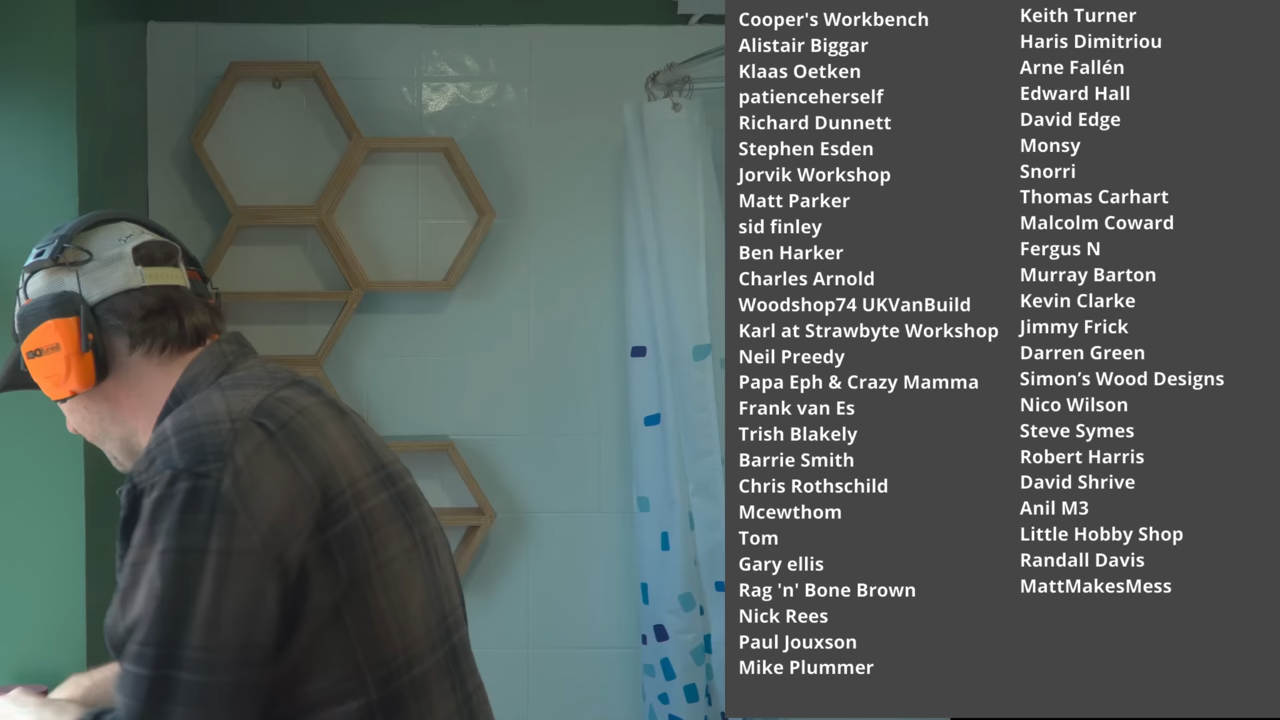 Cooper's Workbench
Alistair Biggar
Klaas Oetken
patienceherself
Richard Dunnett
Stephen Esden
Jorvik Workshop
Matt Parker
sid finley
Ben Harker
Charles Arnold
Woodshop74 UKVanBuild
Karl at Strawbyte Workshop
Neil Preedy
Papa Eph & Crazy Mamma
Frank van Es
Trish Blakely
Barrie Smith
Chris Rothschild
Mcewthom
Tom
Gary ellis
Rag 'n' Bone Brown
Nick Rees
Paul Jouxson
Mike Plummer
Keith Turner
Haris Dimitriou
Arne Fallén
Edward Hall
David Edge
Monsy
Snorri
Thomas Carhart
Malcolm Coward
Fergus N
Murray Barton
Kevin Clarke
Jimmy Frick
Darren Green
Simon’s Wood Designs
Nico Wilson
Steve Symes
Robert Harris
David Shrive
Anil M3
Little Hobby Shop
Randall Davis
MattMakesMess